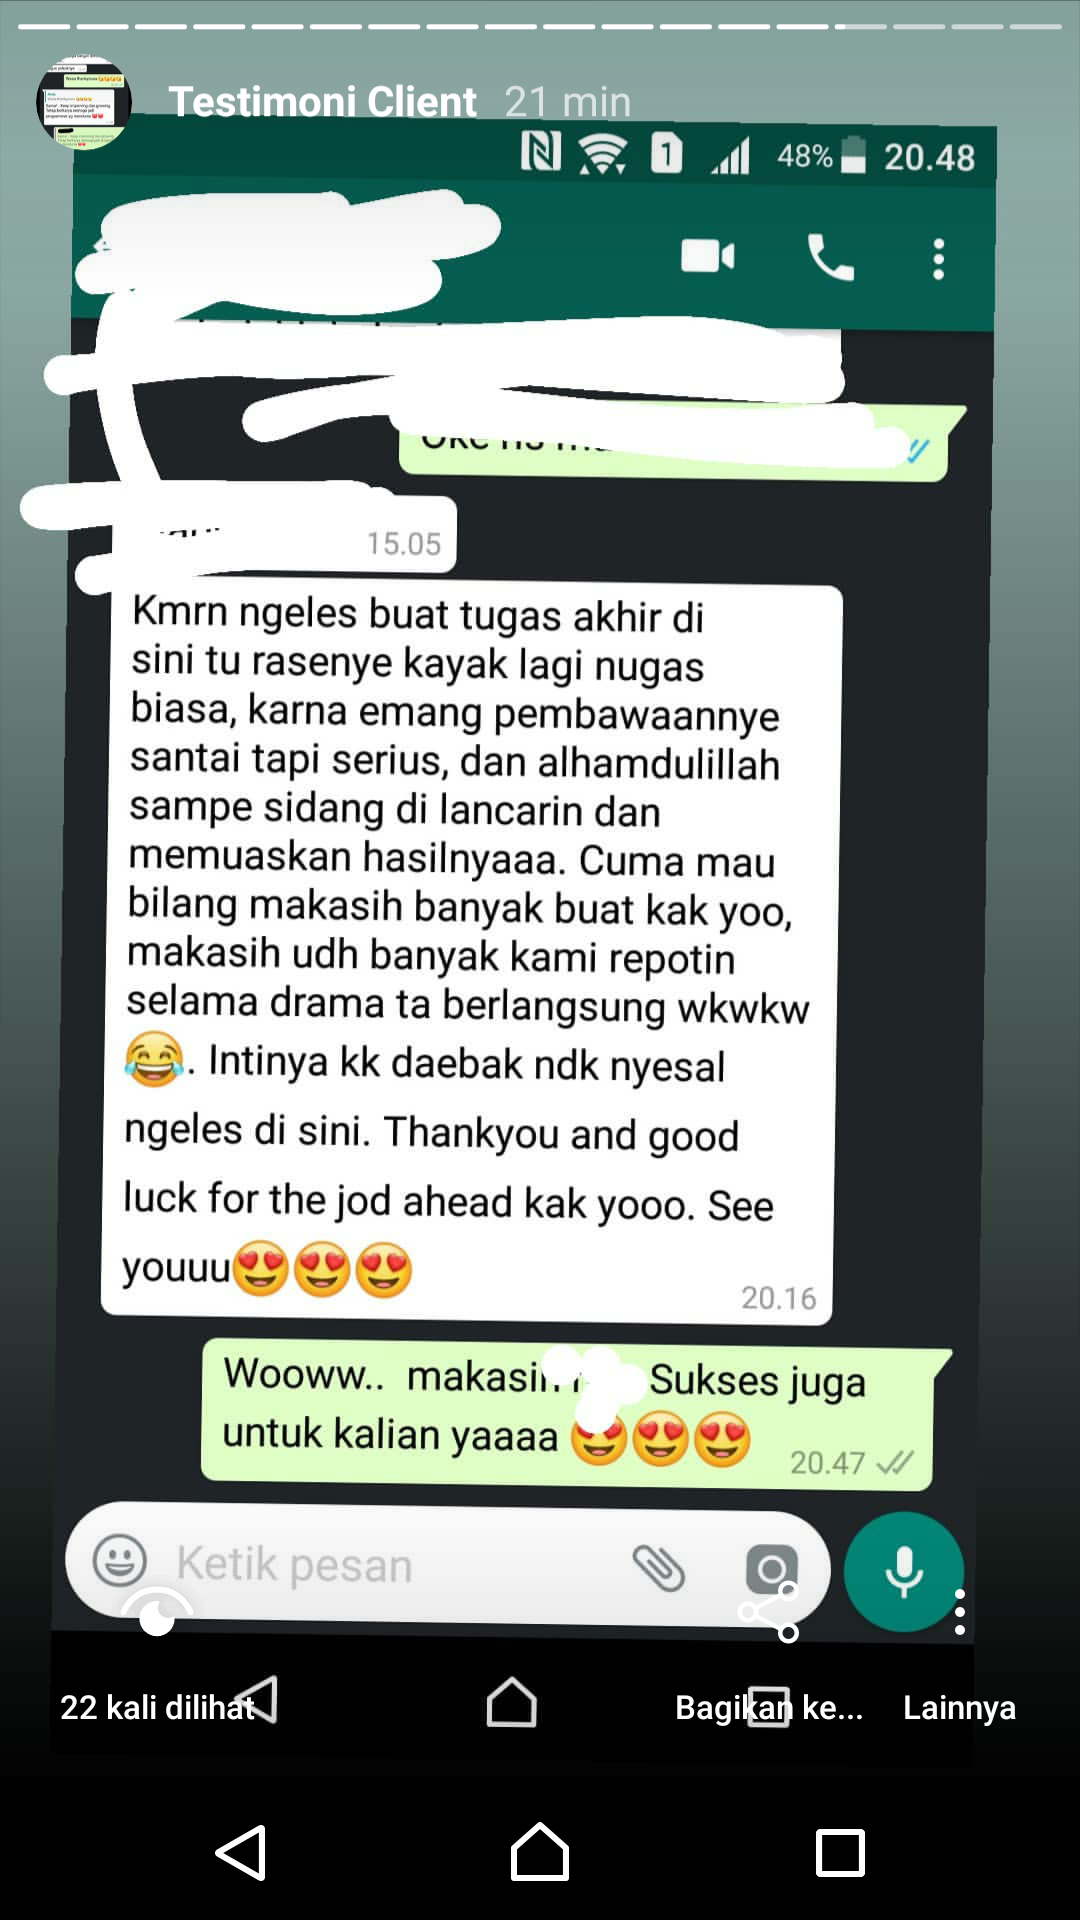 Testimoni Client 21 min
1 48% 20.48
15.05
Kmrn ngeles buat tugas akhir di
sini tu rasenye kayak lagi nugas
biasa, karna emang pembawaannye
santai tapi serius, dan alhamdulillah
sampe sidang di lancarin dan
memuaskan hasilnyaaa. Cuma mau
bilang makasih banyak buat kak yoo,
makasih udh banyak kami repotin
selama drama ta berlangsung wkwkw
😂. Intinya kk daebak ndk nyesal
ngeles di sini. Thankyou and good
luck for the jod ahead kak yooo. See
youuu😍😍😍
20.16
Wooww.. makasih Sukses juga
untuk kalian yaaaa 😍😍😍
20.47
Ketik pesan
22 kali dilihat Bagikan ke... Lainnya